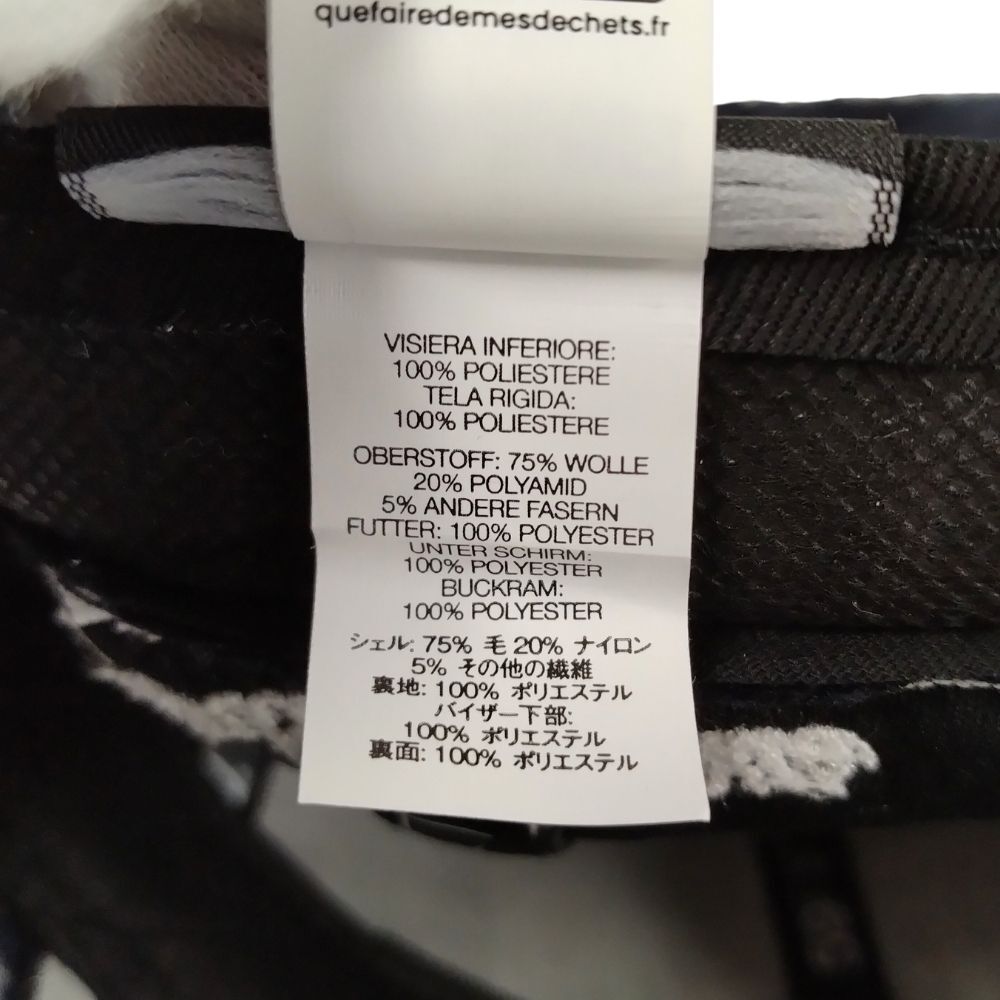 quefairedemesdechets.fr
VISIERA INFERIORE:
100% POLIESTERE
TELA RIGIDA:
100% POLIESTERE
OBERSTOFF: 75% WOLLE
20% POLYAMID
5% ANDERE FASERN
FUTTER: 100% POLYESTER
UNTER SCHIRM:
100% POLYESTER
BUCKRAM:
100% POLYESTER
シェル: 75% 毛 20% ナイロン
5% その他の繊維
裏地: 100% ポリエステル
バイザー下部:
100% ポリエステル
裏面: 100% ポリエステル